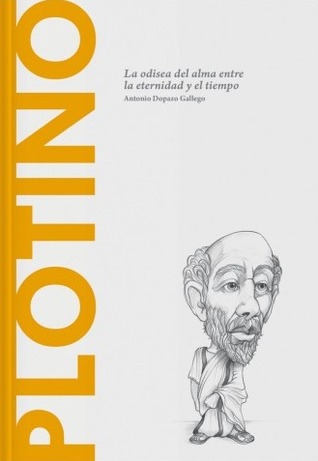 PLOTINO
La odisea del alma entre
la eternidad y el tiempo
Antonio Dopazo Gallego